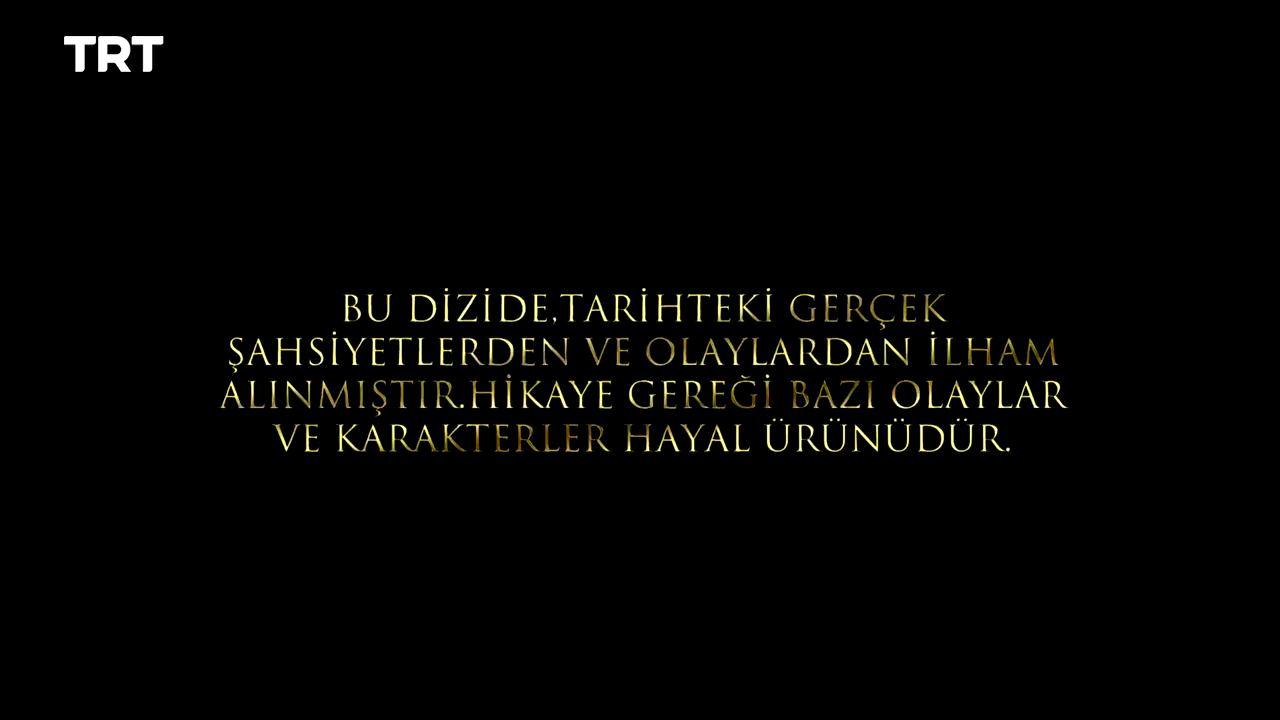 TRT
BU DİZİDE,TARİHTEKİ GERÇEK
ŞAHSİYETLERDEN VE OLAYLARDAN İLHAM
ALINMIŞTIR.HİKAYE GEREĞİ BAZI OLAYLAR
VE KARAKTERLER HAYAL ÜRÜNÜDÜR.